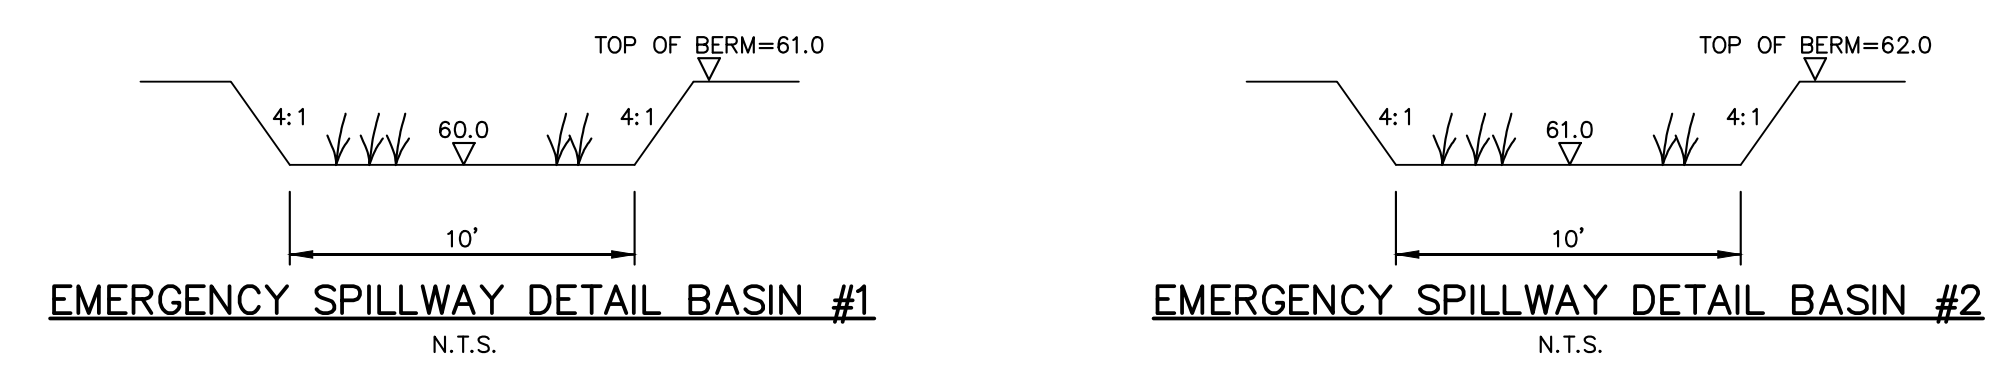 TOP OF BERM=61.0
4:1
60.0
4:1
10'
EMERGENCY SPILLWAY DETAIL BASIN #1
N.T.S.
TOP OF BERM=62.0
4:1
61.0
4:1
10'
EMERGENCY SPILLWAY DETAIL BASIN #2
N.T.S.